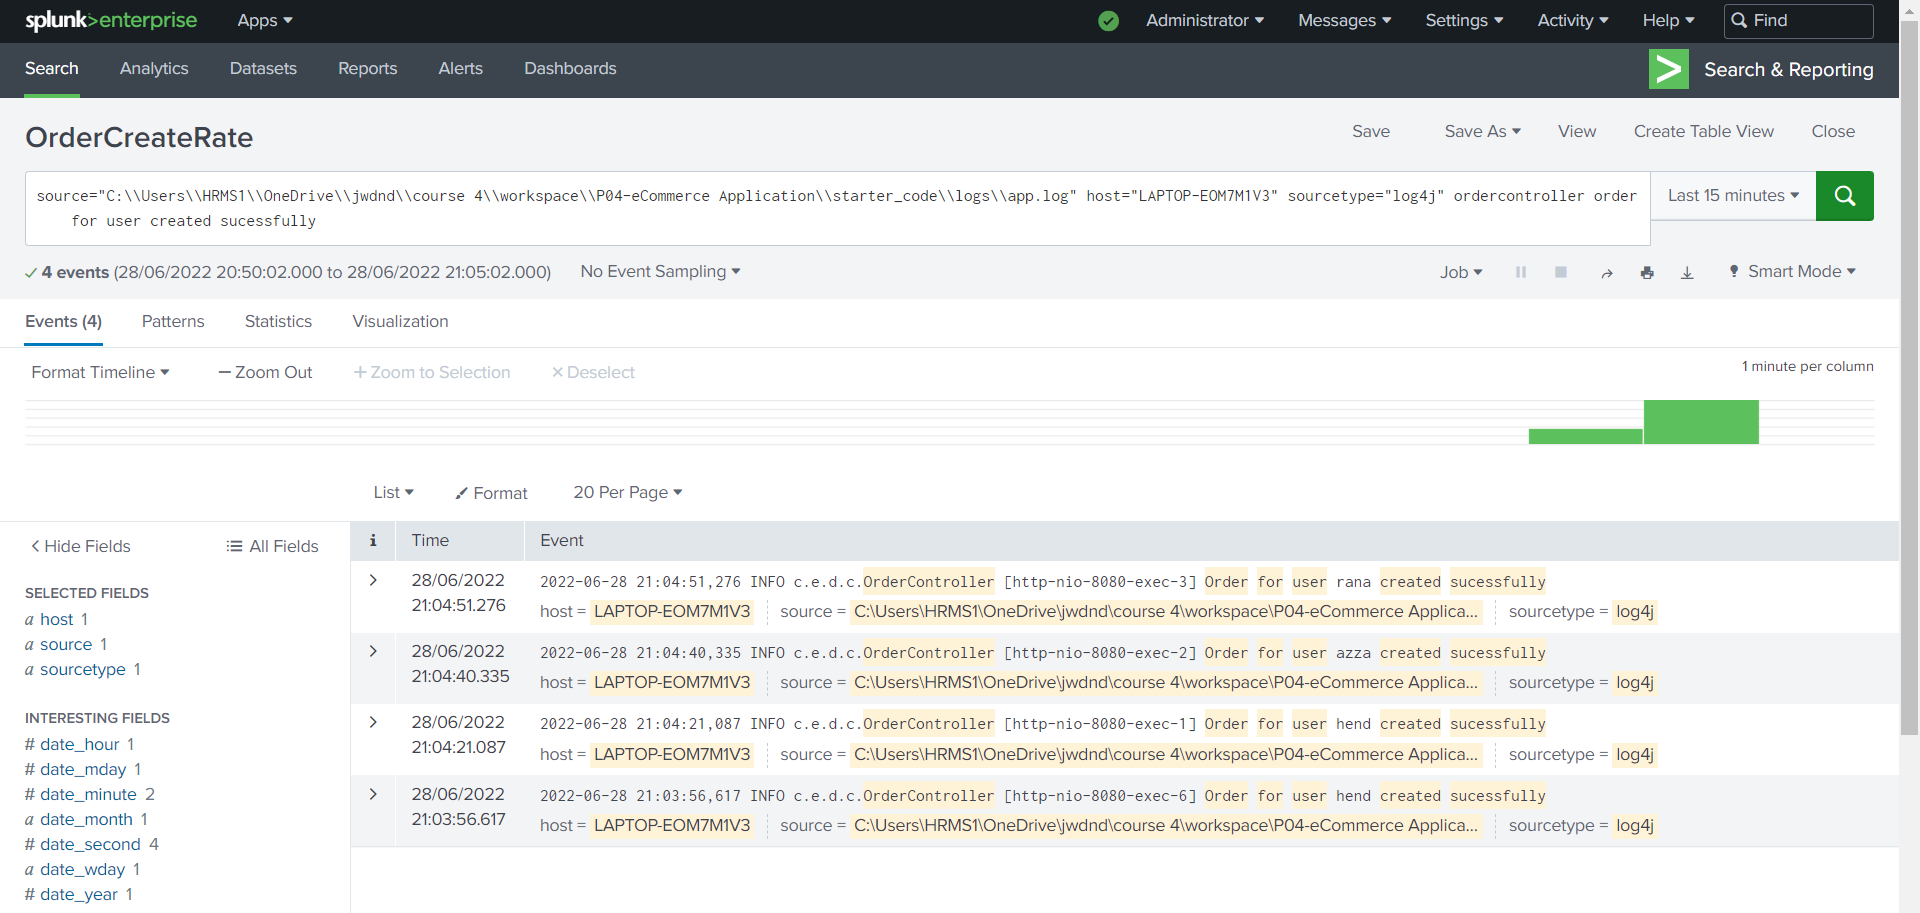 splunk>enterprise Apps Administrator Messages Settings Activity Help Find
Search Analytics Datasets Reports Alerts Dashboards Search & Reporting
OrderCreateRate Save Save As View Create Table View Close
source="C:\\Users\\HRMS1\\OneDrive\\jwdnd\\course 4\\workspace\\P04-eCommerce Application\\starter_code\\logs\\app.log" host="LAPTOP-EOM7M1V3" sourcetype="log4j" ordercontroller order
for user created sucessfully
Last 15 minutes
4 events (28/06/2022 20:50:02.000 to 28/06/2022 21:05:02.000) No Event Sampling Job Smart Mode
Events (4) Patterns Statistics Visualization
Format Timeline — Zoom Out + Zoom to Selection × Deselect 1 minute per column
List Format 20 Per Page
< Hide Fields All Fields
SELECTED FIELDS
a host 1
a source 1
a sourcetype 1
INTERESTING FIELDS
# date_hour 1
# date_mday 1
# date_minute 2
a date_month 1
# date_second 4
a date_wday 1
# date_year 1
i Time Event
> 28/06/2022 2022-06-28 21:04:51,276 INFO c.e.d.c.OrderController [http-nio-8080-exec-3] Order for user rana created sucessfully
21:04:51.276 host = LAPTOP-EOM7M1V3 source = C:\Users\HRMS1\OneDrive\jwdnd\course 4\workspace\P04-eCommerce Applica... sourcetype = log4j
> 28/06/2022 2022-06-28 21:04:40,335 INFO c.e.d.c.OrderController [http-nio-8080-exec-2] Order for user azza created sucessfully
21:04:40.335 host = LAPTOP-EOM7M1V3 source = C:\Users\HRMS1\OneDrive\jwdnd\course 4\workspace\P04-eCommerce Applica... sourcetype = log4j
> 28/06/2022 2022-06-28 21:04:21,087 INFO c.e.d.c.OrderController [http-nio-8080-exec-1] Order for user hend created sucessfully
21:04:21.087 host = LAPTOP-EOM7M1V3 source = C:\Users\HRMS1\OneDrive\jwdnd\course 4\workspace\P04-eCommerce Applica... sourcetype = log4j
> 28/06/2022 2022-06-28 21:03:56,617 INFO c.e.d.c.OrderController [http-nio-8080-exec-6] Order for user hend created sucessfully
21:03:56.617 host = LAPTOP-EOM7M1V3 source = C:\Users\HRMS1\OneDrive\jwdnd\course 4\workspace\P04-eCommerce Applica... sourcetype = log4j